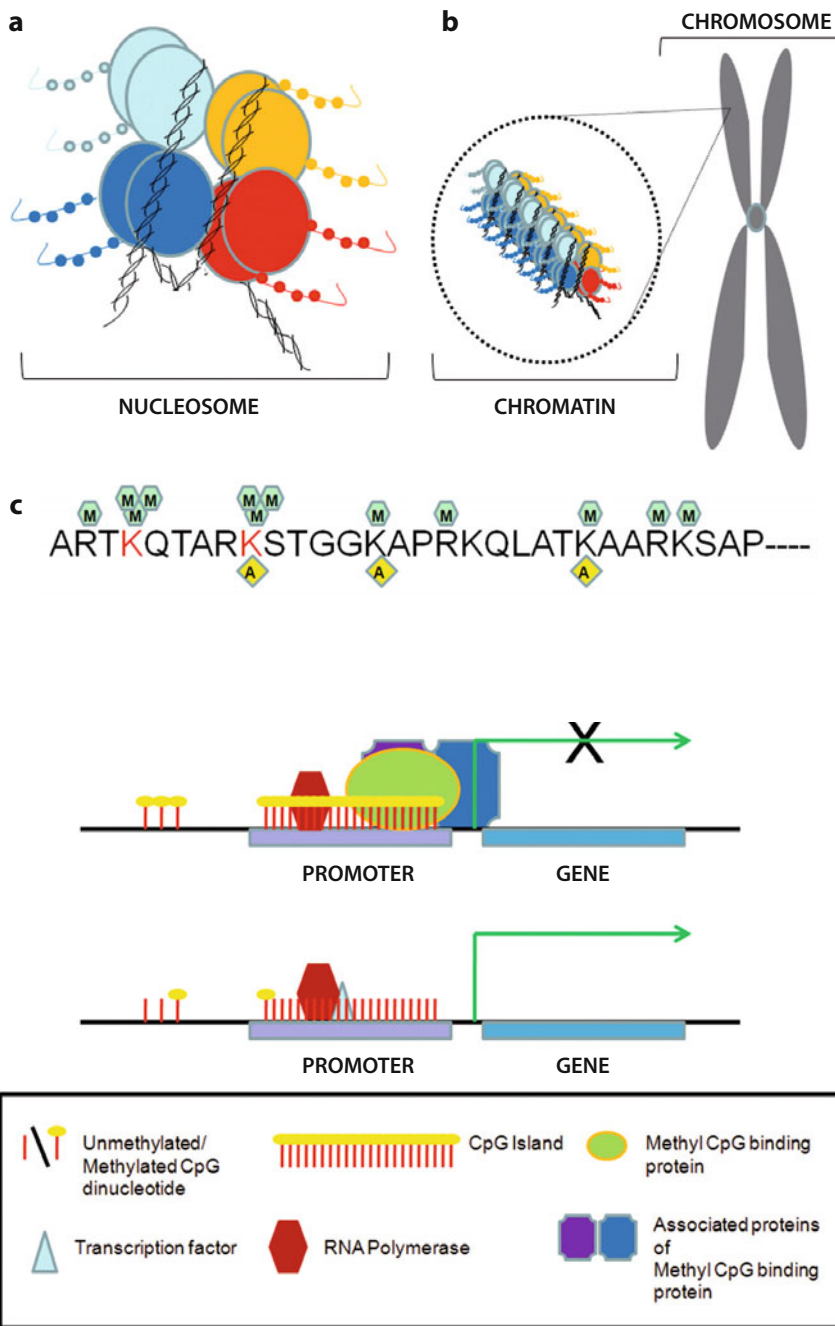 a
b
CHROMOSOME
NUCLEOSOME
CHROMATIN
c
M M M M M M M M M M M M
ARTKQTARKSTGGKAPRKQLATKAARKSAP----
A A A
X
PROMOTER GENE
PROMOTER GENE
Unmethylated/
Methylated CpG
dinucleotide
CpG Island
Methyl CpG binding
protein
Transcription factor
RNA Polymerase
Associated proteins
of
Methyl CpG binding
protein